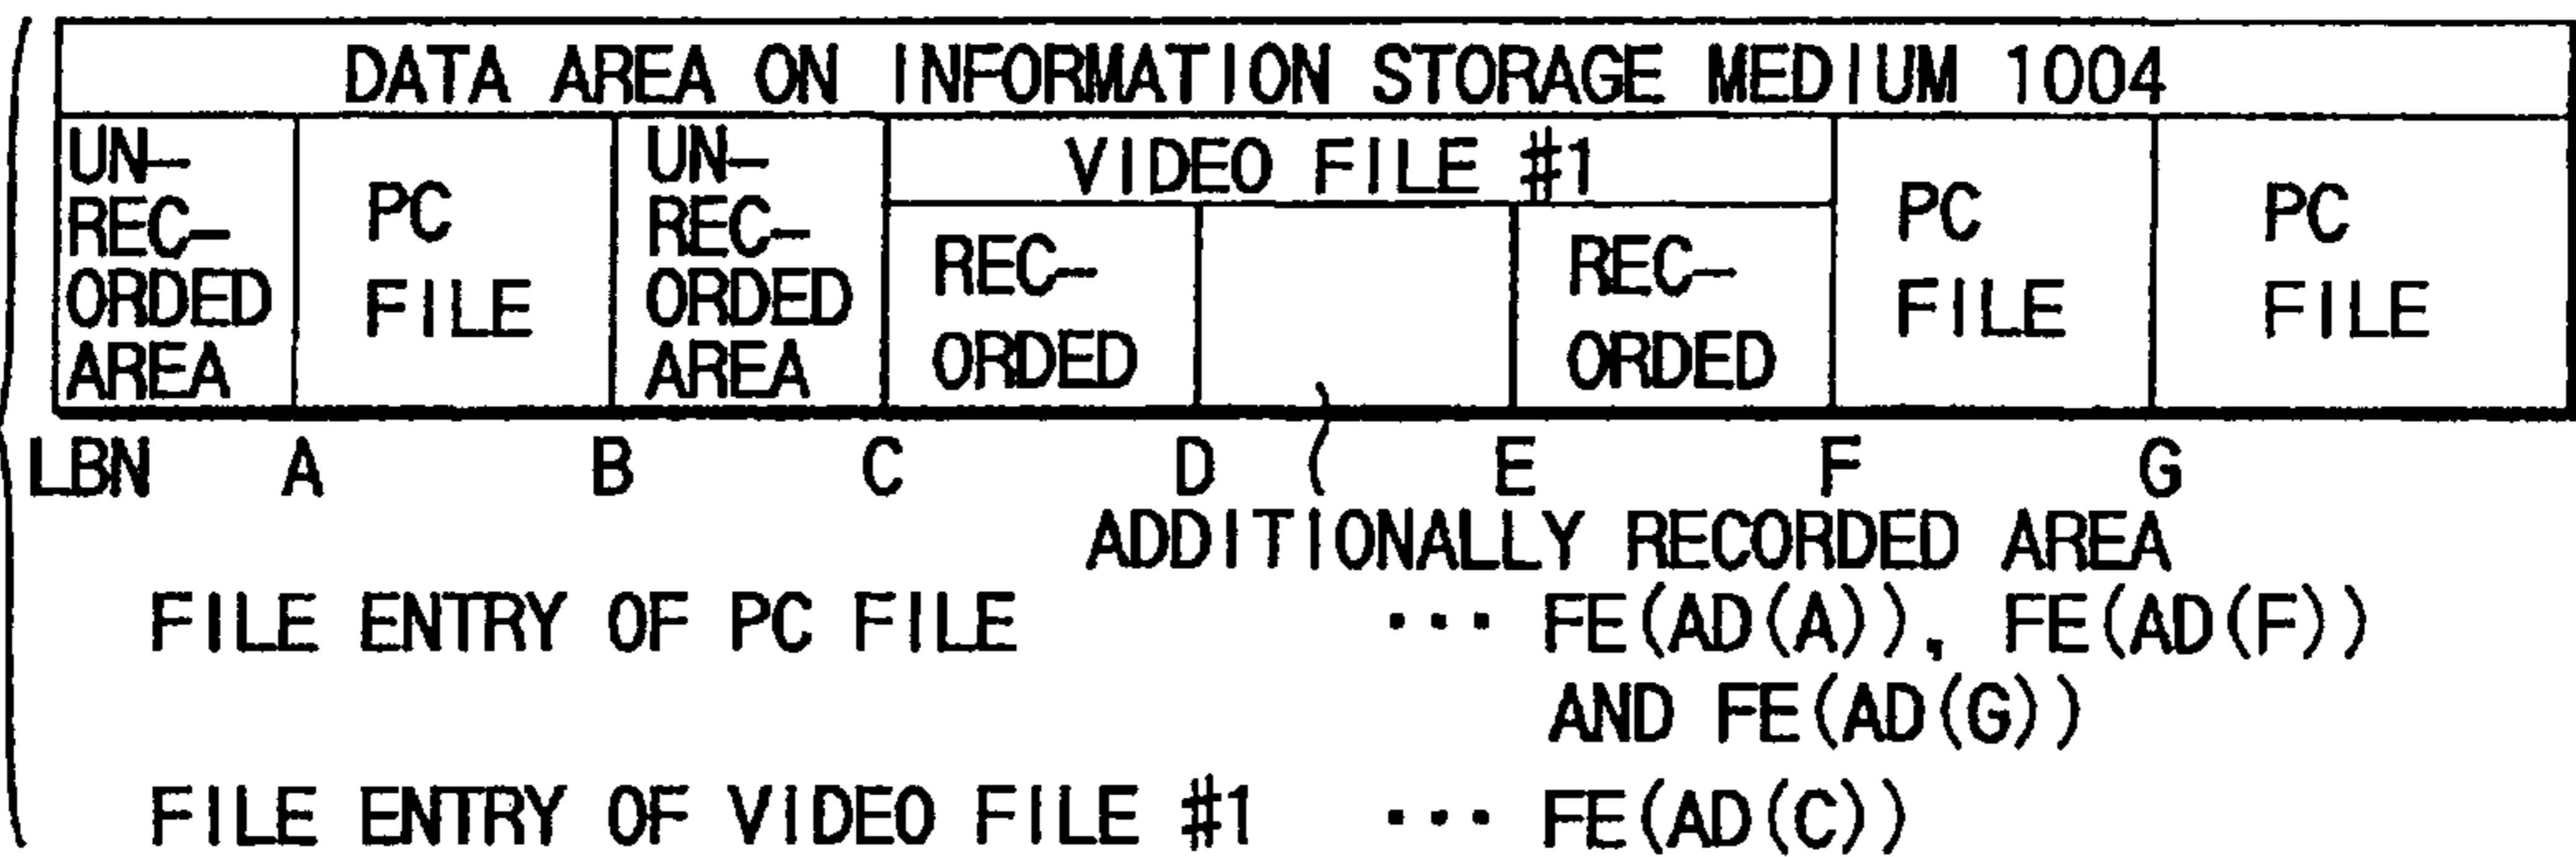 DATA AREA ON INFORMATION STORAGE MEDIUM 1004
UN-
REC-
ORDED
AREA
PC
FILE
UN-
REC-
ORDED
AREA
VIDEO FILE #1
REC-
ORDED
REC-
ORDED
PC
FILE
PC
FILE
LBN A B C D E F G
ADDITIONALLY RECORDED AREA
FILE ENTRY OF PC FILE ··· FE(AD(A)), FE(AD(F))
AND FE(AD(G))
FILE ENTRY OF VIDEO FILE #1 ··· FE(AD(C))